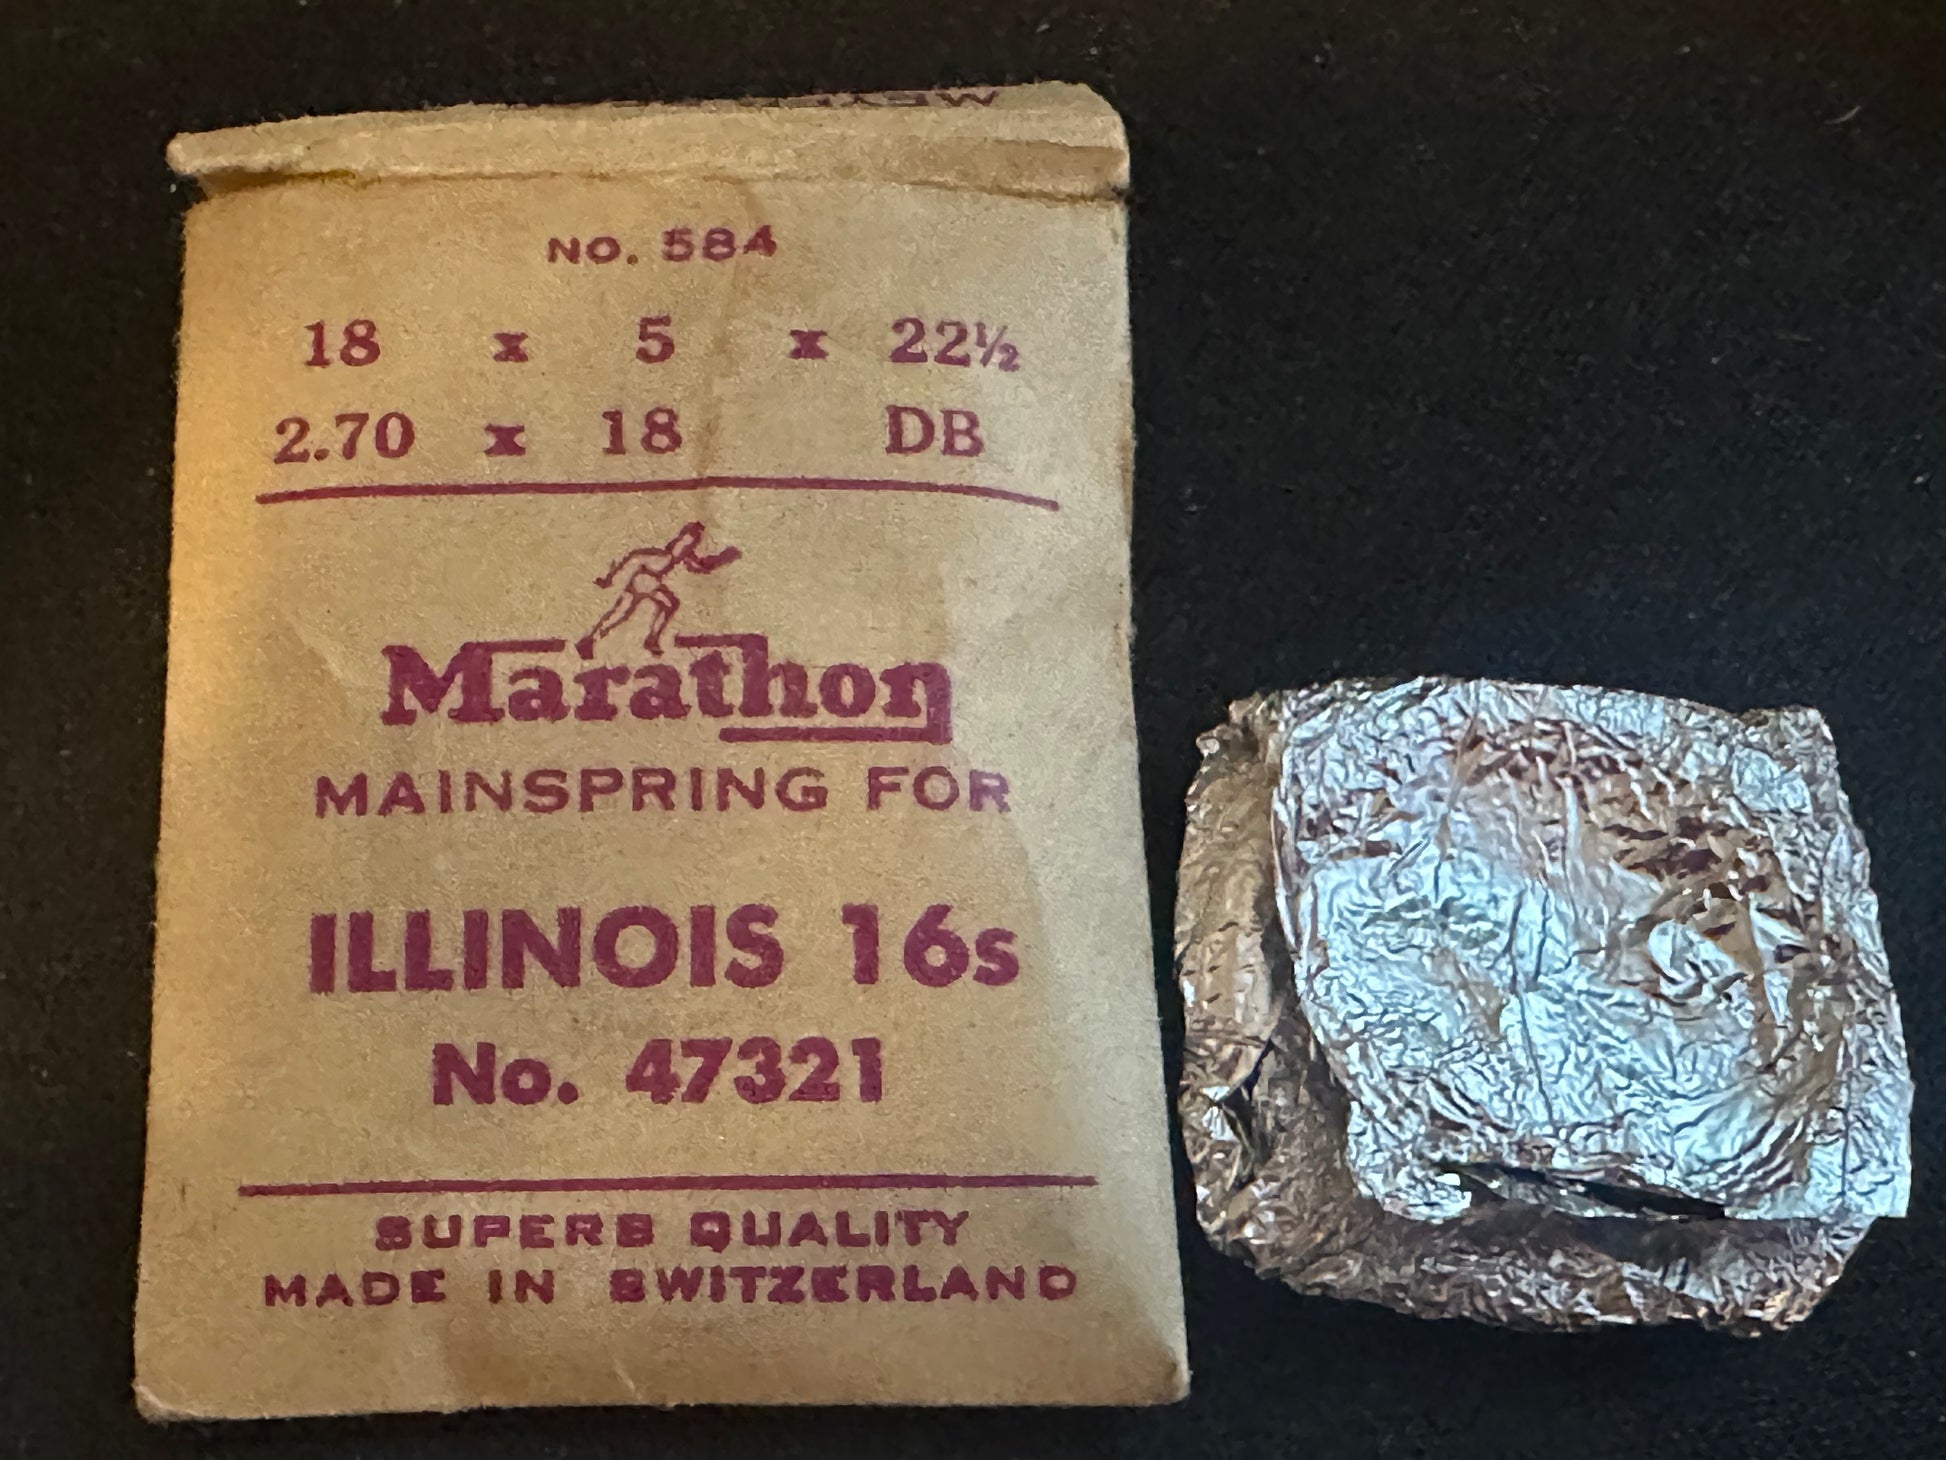 No. 584
18 x 5 x 22½
2.70 x 18 DB
Marathon
MAINSPRING FOR
ILLINOIS 16s
No. 47321
SUPERB QUALITY
MADE IN SWITZERLAND